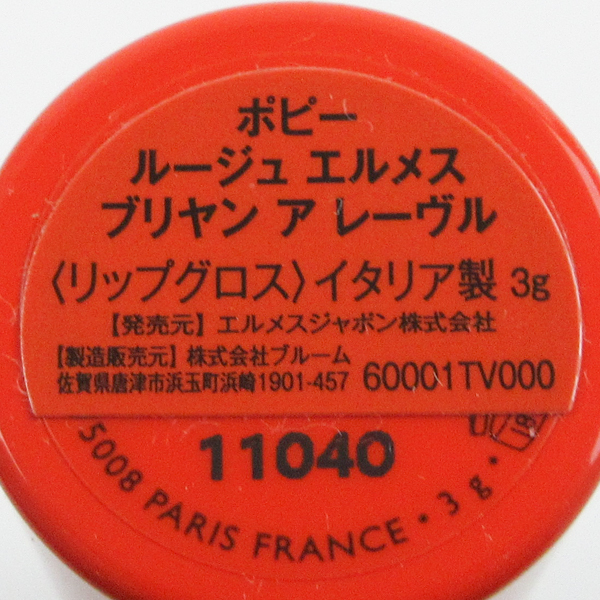 ポピー
ルージュ エルメス
ブリヤン ア レーヴル
〈リップグロス〉イタリア製 3g
【発売元】エルメスジャポン株式会社
【製造販売元】株式会社ブルーム
佐賀県唐津市浜玉町浜崎1901-457 60001TV000
11040
5008 PARIS FRANCE • 3 g •